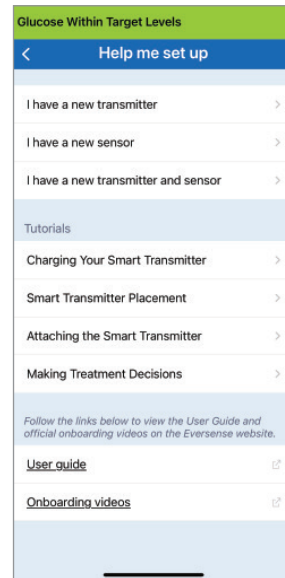 Glucose Within Target Levels
Help me set up
I have a new transmitter
I have a new sensor
I have a new transmitter and sensor
Tutorials
Charging Your Smart Transmitter
Smart Transmitter Placement
Attaching the Smart Transmitter
Making Treatment Decisions
Follow the links below to view the User Guide and
official onboarding videos on the Eversense website.
User guide
Onboarding videos